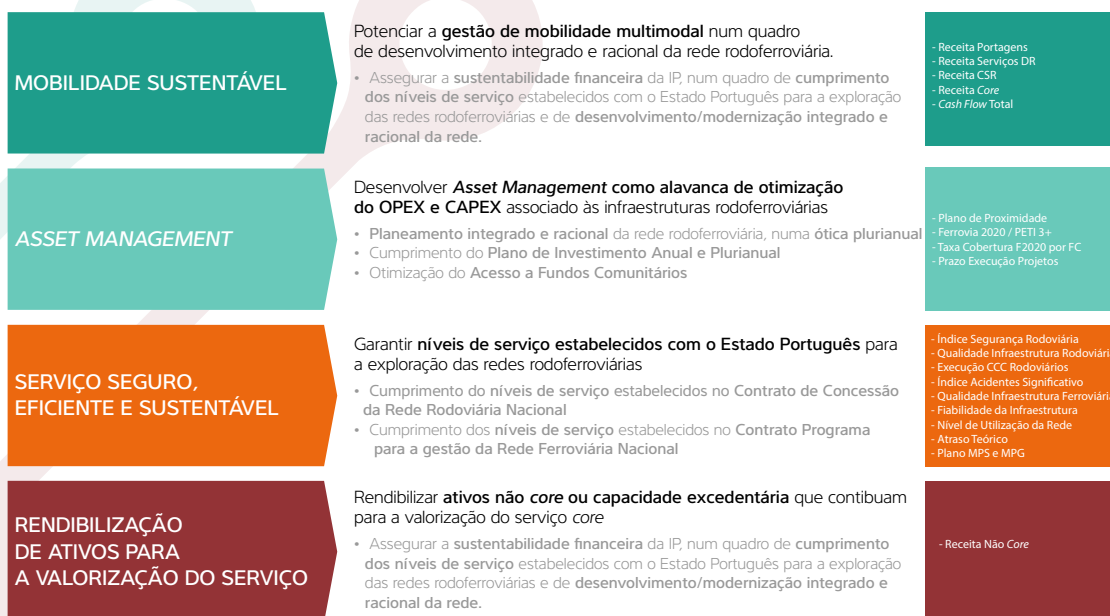 MOBILIDADE SUSTENTÁVEL
Potenciar a gestão de mobilidade multimodal num quadro
de desenvolvimento integrado e racional da rede rodoferroviária.
• Assegurar a sustentabilidade financeira da IP, num quadro de cumprimento
dos níveis de serviço estabelecidos com o Estado Português para a exploração
das redes rodoferroviárias e de desenvolvimento/modernização integrado e
racional da rede.
- Receita Portagens
- Receita Serviços DR
- Receita CSR
- Receita Core
- Cash Flow Total
ASSET MANAGEMENT
Desenvolver Asset Management como alavanca de otimização
do OPEX e CAPEX associado às infraestruturas rodoferroviárias
• Planeamento integrado e racional da rede rodoferroviária, numa ótica plurianual
• Cumprimento do Plano de Investimento Anual e Plurianual
• Otimização do Acesso a Fundos Comunitários
- Plano de Proximidade
- Ferrovia 2020 / PETI 3+
- Taxa Cobertura F2020 por FC
- Prazo Execução Projetos
SERVIÇO SEGURO,
EFICIENTE E SUSTENTÁVEL
Garantir níveis de serviço estabelecidos com o Estado Português para
a exploração das redes rodoferroviárias
• Cumprimento do níveis de serviço estabelecidos no Contrato de Concessão
da Rede Rodoviária Nacional
• Cumprimento dos níveis de serviço estabelecidos no Contrato Programa
para a gestão da Rede Ferroviária Nacional
- Índice Segurança Rodoviária
- Qualidade Infraestrutura Rodoviária
- Execução CCC Rodoviários
- Índice Acidentes Significativo
- Qualidade Infraestrutura Ferroviária
- Fiabilidade da Infraestrutura
- Nível de Utilização da Rede
- Atraso Teórico
- Plano MPS e MPG
RENDIBILIZAÇÃO
DE ATIVOS PARA
A VALORIZAÇÃO DO SERVIÇO
Rendibilizar ativos não core ou capacidade excedentária que contibuam
para a valorização do serviço core
• Assegurar a sustentabilidade financeira da IP, num quadro de cumprimento
dos níveis de serviço estabelecidos com o Estado Português para a exploração
das redes rodoferroviárias e de desenvolvimento/modernização integrado e
racional da rede.
- Receita Não Core